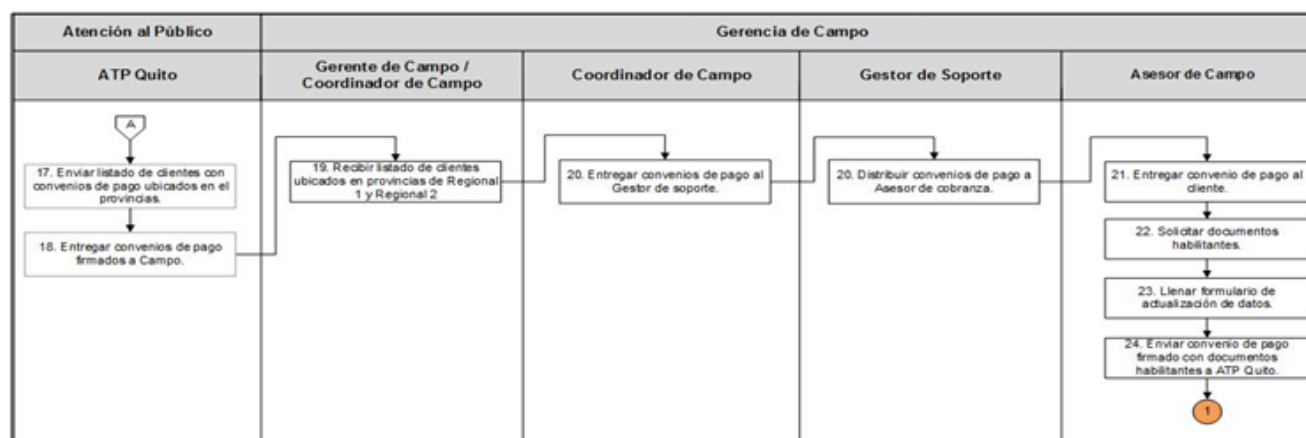 Atención al Público
Gerencia de Campo
ATP Quito
Gerente de Campo /
Coordinador de Campo
Coordinador de Campo
Gestor de Soporte
Asesor de Campo
A
17. Enviar listado de clientes con
convenios de pago ubicados en el
provincias.
18. Entregar convenios de pago
firmados a Campo.
19. Recibir listado de clientes
ubicados en provincias de Regional
1 y Regional 2
20. Entregar convenios de pago al
Gestor de soporte.
20. Distribuir convenios de pago a
Asesor de cobranza.
21. Entregar convenio de pago al
cliente.
22. Solicitar documentos
habilitantes.
23. Llenar formulario de
actualización de datos.
24. Enviar convenio de pago
firmado con documentos
habilitantes a ATP Quito.
1